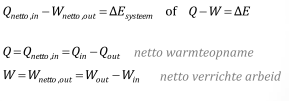 Q_netto,in − W_netto,out = ΔE_systeem of Q − W = ΔE
Q = Q_netto,in = Q_in − Q_out netto warmteopname
W = W_netto,out = W_out − W_in netto verrichte arbeid